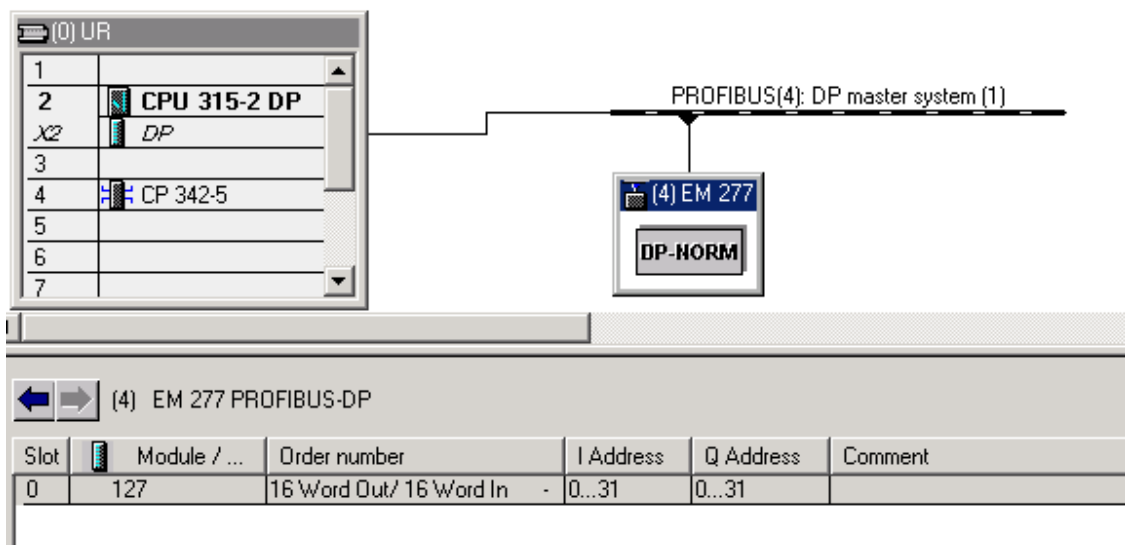 (0) UR
1
2 CPU 315-2 DP
X2 DP
3
4 CP 342-5
5
6
7
PROFIBUS(4): DP master system (1)
(4) EM 277
DP-NORM
(4) EM 277 PROFIBUS-DP
Slot Module / ... Order number I Address Q Address Comment
0 127 16 Word Out/ 16 Word In - 0...31 0...31